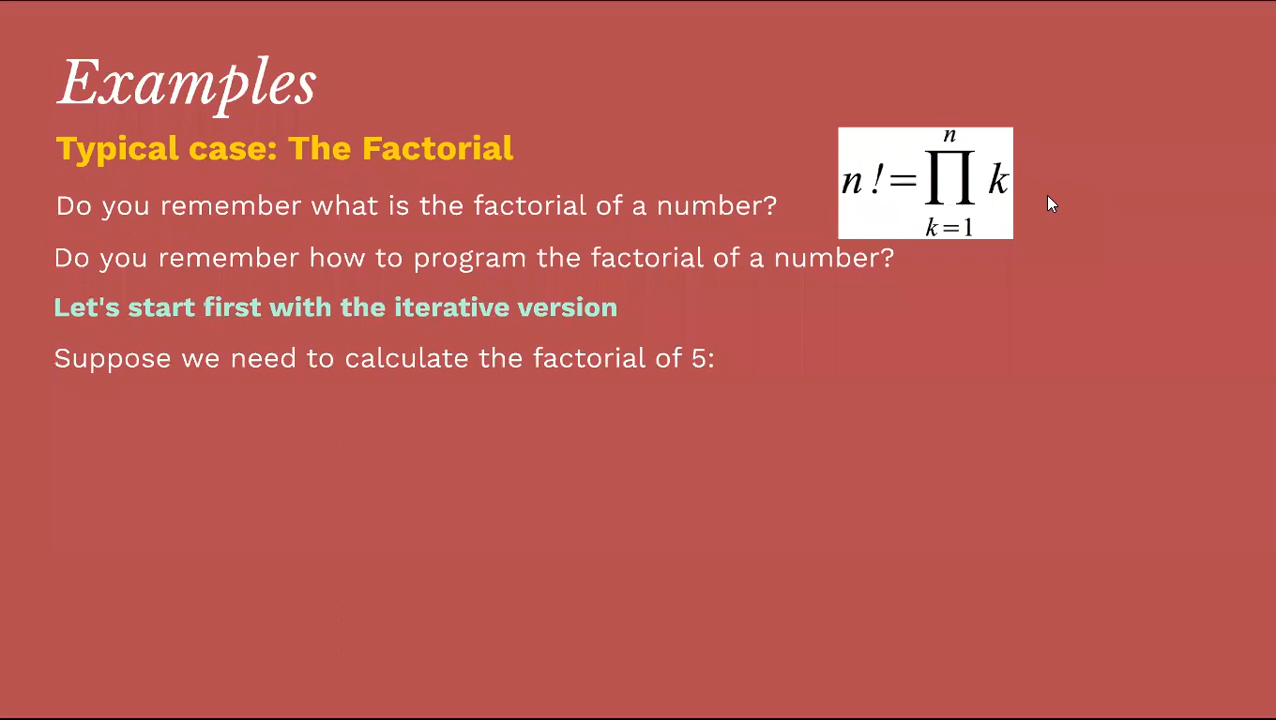 Examples
Typical case: The Factorial
n
n!=∏ k
k=1
Do you remember what is the factorial of a number?
Do you remember how to program the factorial of a number?
Let's start first with the iterative version
Suppose we need to calculate the factorial of 5: